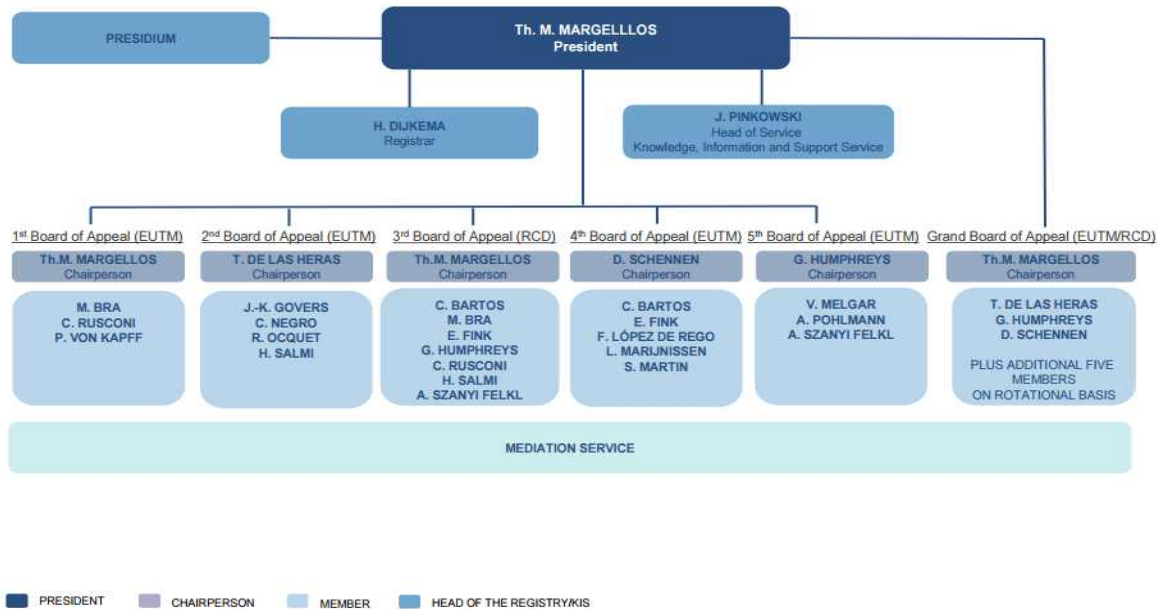 PRESIDIUM
Th. M. MARGELLLOS
President
H. DIJKEMA
Registrar
J. PINKOWSKI
Head of Service
Knowledge, Information and Support Service
1st Board of Appeal (EUTM)
Th.M. MARGELLOS
Chairperson
M. BRA
C. RUSCONI
P. VON KAPFF
2nd Board of Appeal (EUTM)
T. DE LAS HERAS
Chairperson
J.-K. GOVERS
C. NEGRO
R. OCQUET
H. SALMI
3rd Board of Appeal (RCD)
Th.M. MARGELLOS
Chairperson
C. BARTOS
M. BRA
E. FINK
G. HUMPHREYS
C. RUSCONI
H. SALMI
A. SZANYI FELKL
4th Board of Appeal (EUTM)
D. SCHENNEN
Chairperson
C. BARTOS
E. FINK
F. LÓPEZ DE REGO
L. MARIJNISSEN
S. MARTIN
5th Board of Appeal (EUTM)
G. HUMPHREYS
Chairperson
V. MELGAR
A. POHLMANN
A. SZANYI FELKL
Grand Board of Appeal (EUTM/RCD)
Th.M. MARGELLOS
Chairperson
T. DE LAS HERAS
G. HUMPHREYS
D. SCHENNEN
PLUS ADDITIONAL FIVE
MEMBERS
ON ROTATIONAL BASIS
MEDIATION SERVICE
PRESIDENT
CHAIRPERSON
MEMBER
HEAD OF THE REGISTRY/KIS